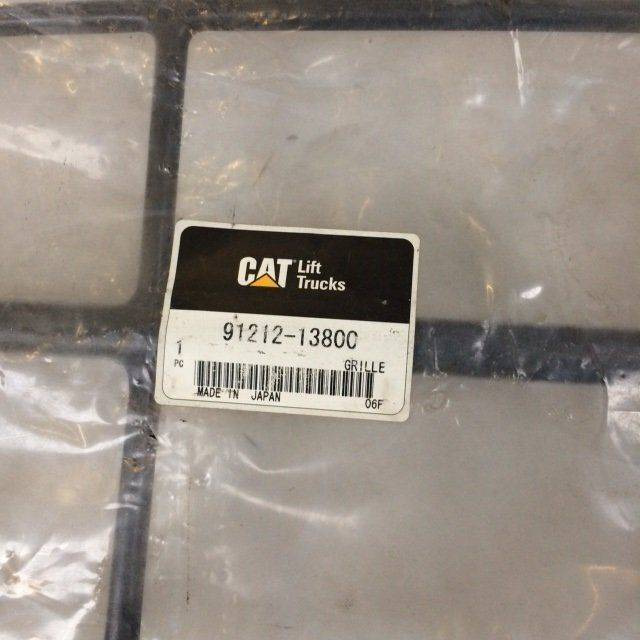 CAT Lift
Trucks
91212-13800
1
PC GRILLE
MADE IN JAPAN 06F